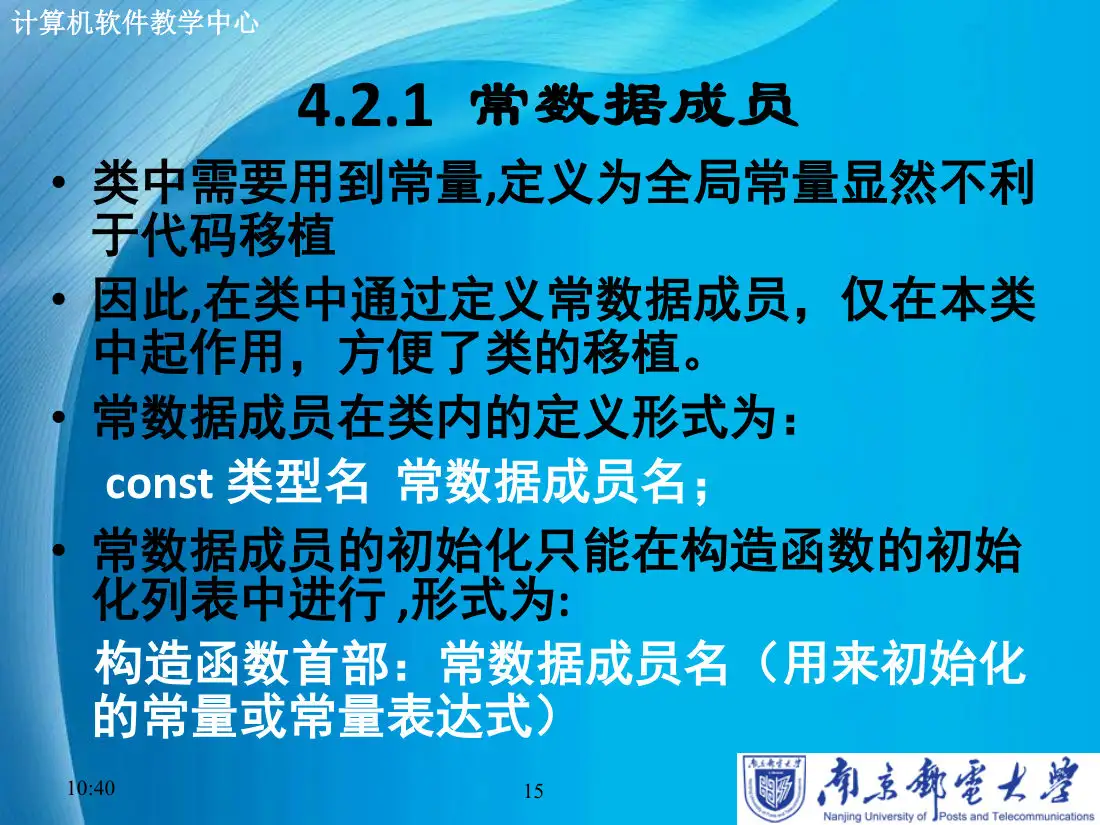 计算机软件教学中心
4.2.1 常数据成员
• 类中需要用到常量,定义为全局常量显然不利
于代码移植
• 因此,在类中通过定义常数据成员，仅在本类
中起作用，方便了类的移植。
• 常数据成员在类内的定义形式为：
const 类型名 常数据成员名；
• 常数据成员的初始化只能在构造函数的初始
化列表中进行 ,形式为:
构造函数首部：常数据成员名（用来初始化
的常量或常量表达式）
10:40
15
南京邮电大学
Nanjing University of Posts and Telecommunications